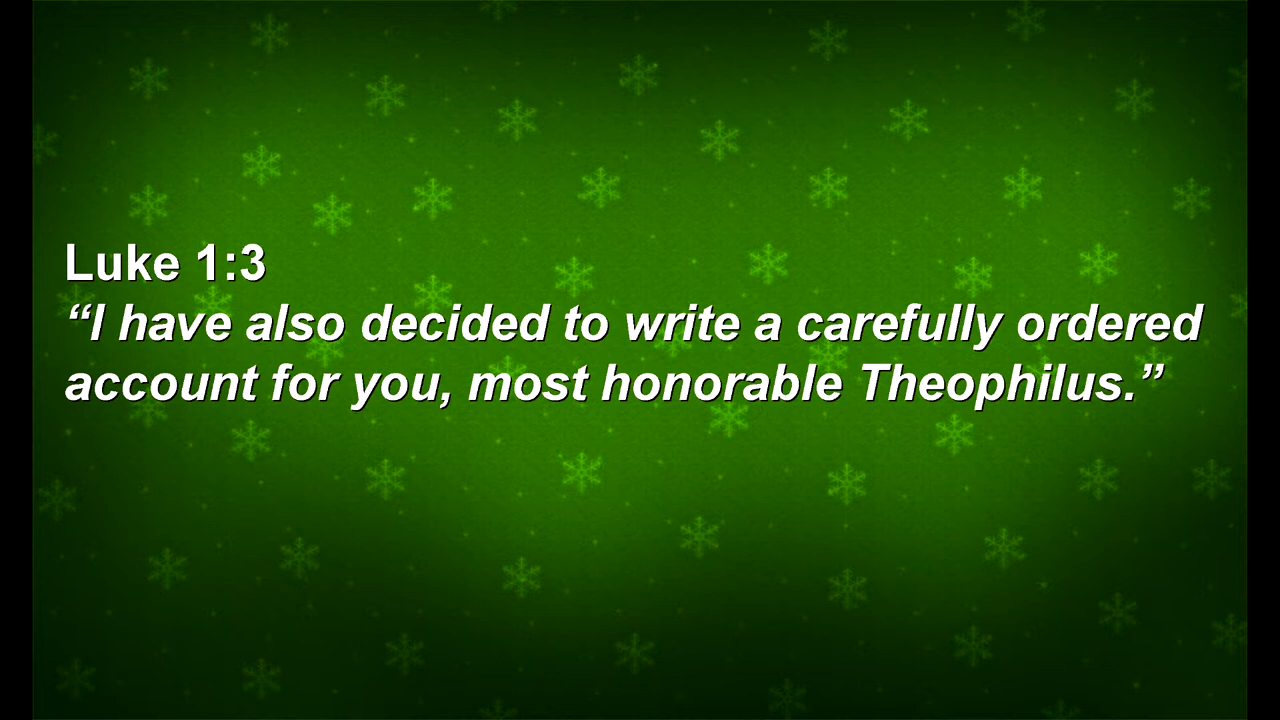 Luke 1:3
“I have also decided to write a carefully ordered
account for you, most honorable Theophilus.”